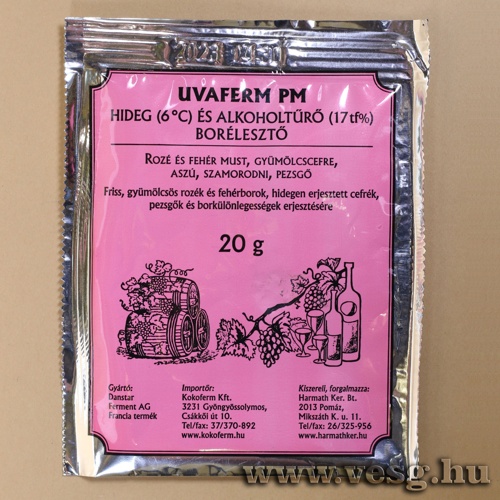 UVAFERM PM
HIDEG (6°C) ÉS ALKOHOLTŰRŐ (17tf%)
BORÉLESZTŐ
ROZÉ ÉS FEHÉR MUST, GYÜMÖLCSCEFRE,
ASZÚ, SZAMORODNI, PEZSGŐ
Friss, gyümölcsös rozék és fehérborok, hidegen erjesztett cefrék,
pezsgők és borkülönlegességek erjesztésére
20 g
Gyártó:
Danstar
Ferment AG
Francia termék
Importőr:
Kokoferm Kft.
3231 Gyöngyössolymos,
Csákkői út 10.
Tel/fax: 37/370-892
www.kokoferm.hu
Kiszereli, forgalmazza:
Harmath Ker. Bt.
2013 Pomáz,
Mikszáth K. u. 11.
Tel/fax: 26/325-956
www.harmathker.hu
www.vesg.hu